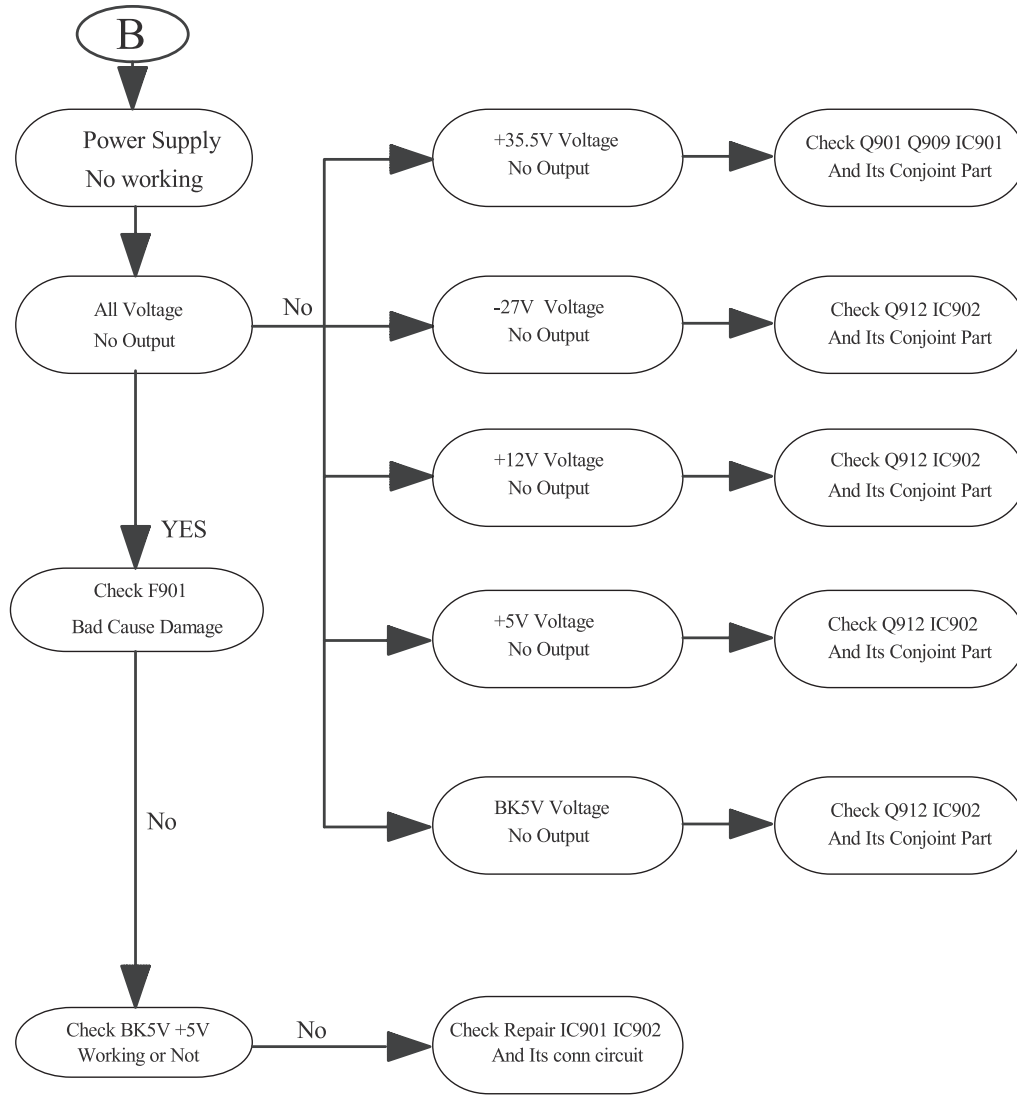 B
Power Supply
No working
All Voltage
No Output
No
YES
Check F901
Bad Cause Damage
No
Check BK5V +5V
Working or Not
No
Check Repair IC901 IC902
And Its conn circuit
+35.5V Voltage
No Output
Check Q901 Q909 IC901
And Its Conjoint Part
-27V Voltage
No Output
Check Q912 IC902
And Its Conjoint Part
+12V Voltage
No Output
Check Q912 IC902
And Its Conjoint Part
+5V Voltage
No Output
Check Q912 IC902
And Its Conjoint Part
BK5V Voltage
No Output
Check Q912 IC902
And Its Conjoint Part